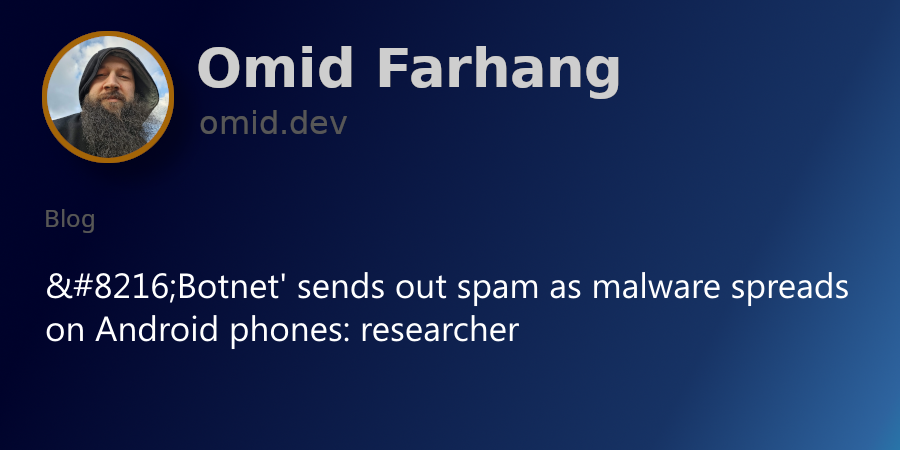 Omid Farhang
omid.dev
Blog
&#8216;Botnet' sends out spam as malware spreads
on Android phones: researcher